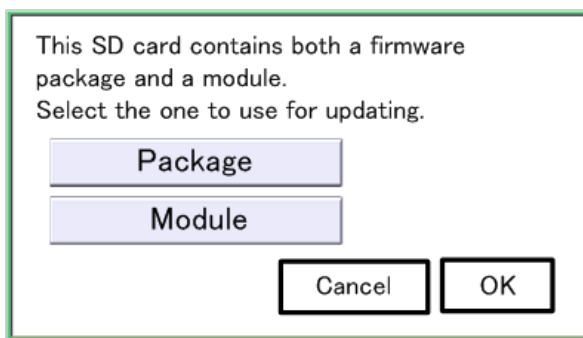 This SD card contains both a firmware
package and a module.
Select the one to use for updating.
Package
Module
Cancel OK